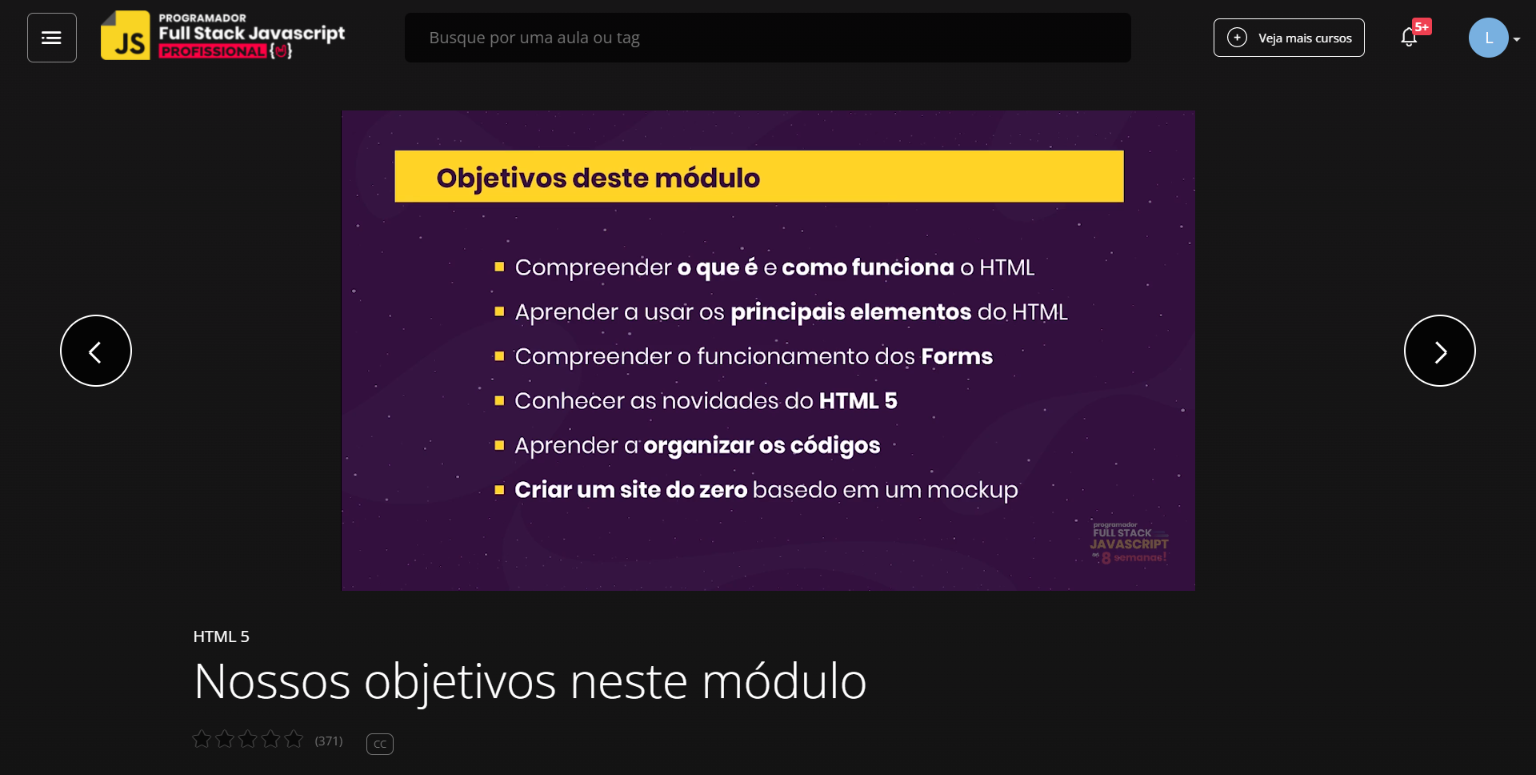 JS
PROGRAMADOR
Full Stack Javascript
PROFISSIONAL
Busque por uma aula ou tag
Veja mais cursos
5+
L
Objetivos deste módulo
Compreender o que é e como funciona o HTML
Aprender a usar os principais elementos do HTML
Compreender o funcionamento dos Forms
Conhecer as novidades do HTML 5
Aprender a organizar os códigos
Criar um site do zero basedo em um mockup
programador
FULL STACK
JAVASCRIPT
8 semanas!
HTML 5
Nossos objetivos neste módulo
(371)
CC